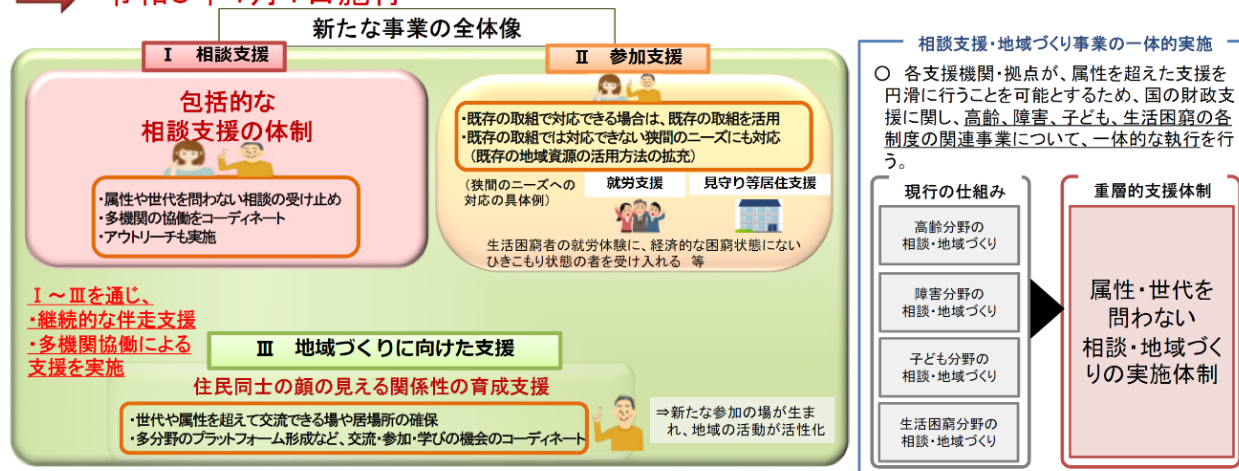 新たな事業の全体像
Ⅰ 相談支援
包括的な
相談支援の体制
・属性や世代を問わない相談の受け止め
・多機関の協働をコーディネート
・アウトリーチも実施
Ⅱ 参加支援
・既存の取組で対応できる場合は、既存の取組を活用
・既存の取組では対応できない狭間のニーズにも対応
（既存の地域資源の活用方法の拡充）
（狭間のニーズへの
対応の具体例）
就労支援
見守り等居住支援
生活困窮者の就労体験に、経済的な困窮状態にない
ひきこもり状態の者を受け入れる 等
Ⅰ～Ⅲを通じ、
・継続的な伴走支援
・多機関協働による
支援を実施
Ⅲ 地域づくりに向けた支援
住民同士の顔の見える関係性の育成支援
・世代や属性を超えて交流できる場や居場所の確保
・多分野のプラットフォーム形成など、交流・参加・学びの機会のコーディネート
⇒新たな参加の場が生ま
れ、地域の活動が活性化
相談支援・地域づくり事業の一体的実施
○ 各支援機関・拠点が、属性を超えた支援を
円滑に行うことを可能とするため、国の財政支
援に関し、高齢、障害、子ども、生活困窮の各
制度の関連事業について、一体的な執行を行
う。
現行の仕組み
高齢分野の
相談・地域づくり
障害分野の
相談・地域づくり
子ども分野の
相談・地域づくり
生活困窮分野の
相談・地域づくり
重層的支援体制
属性・世代を
問わない
相談・地域づく
りの実施体制